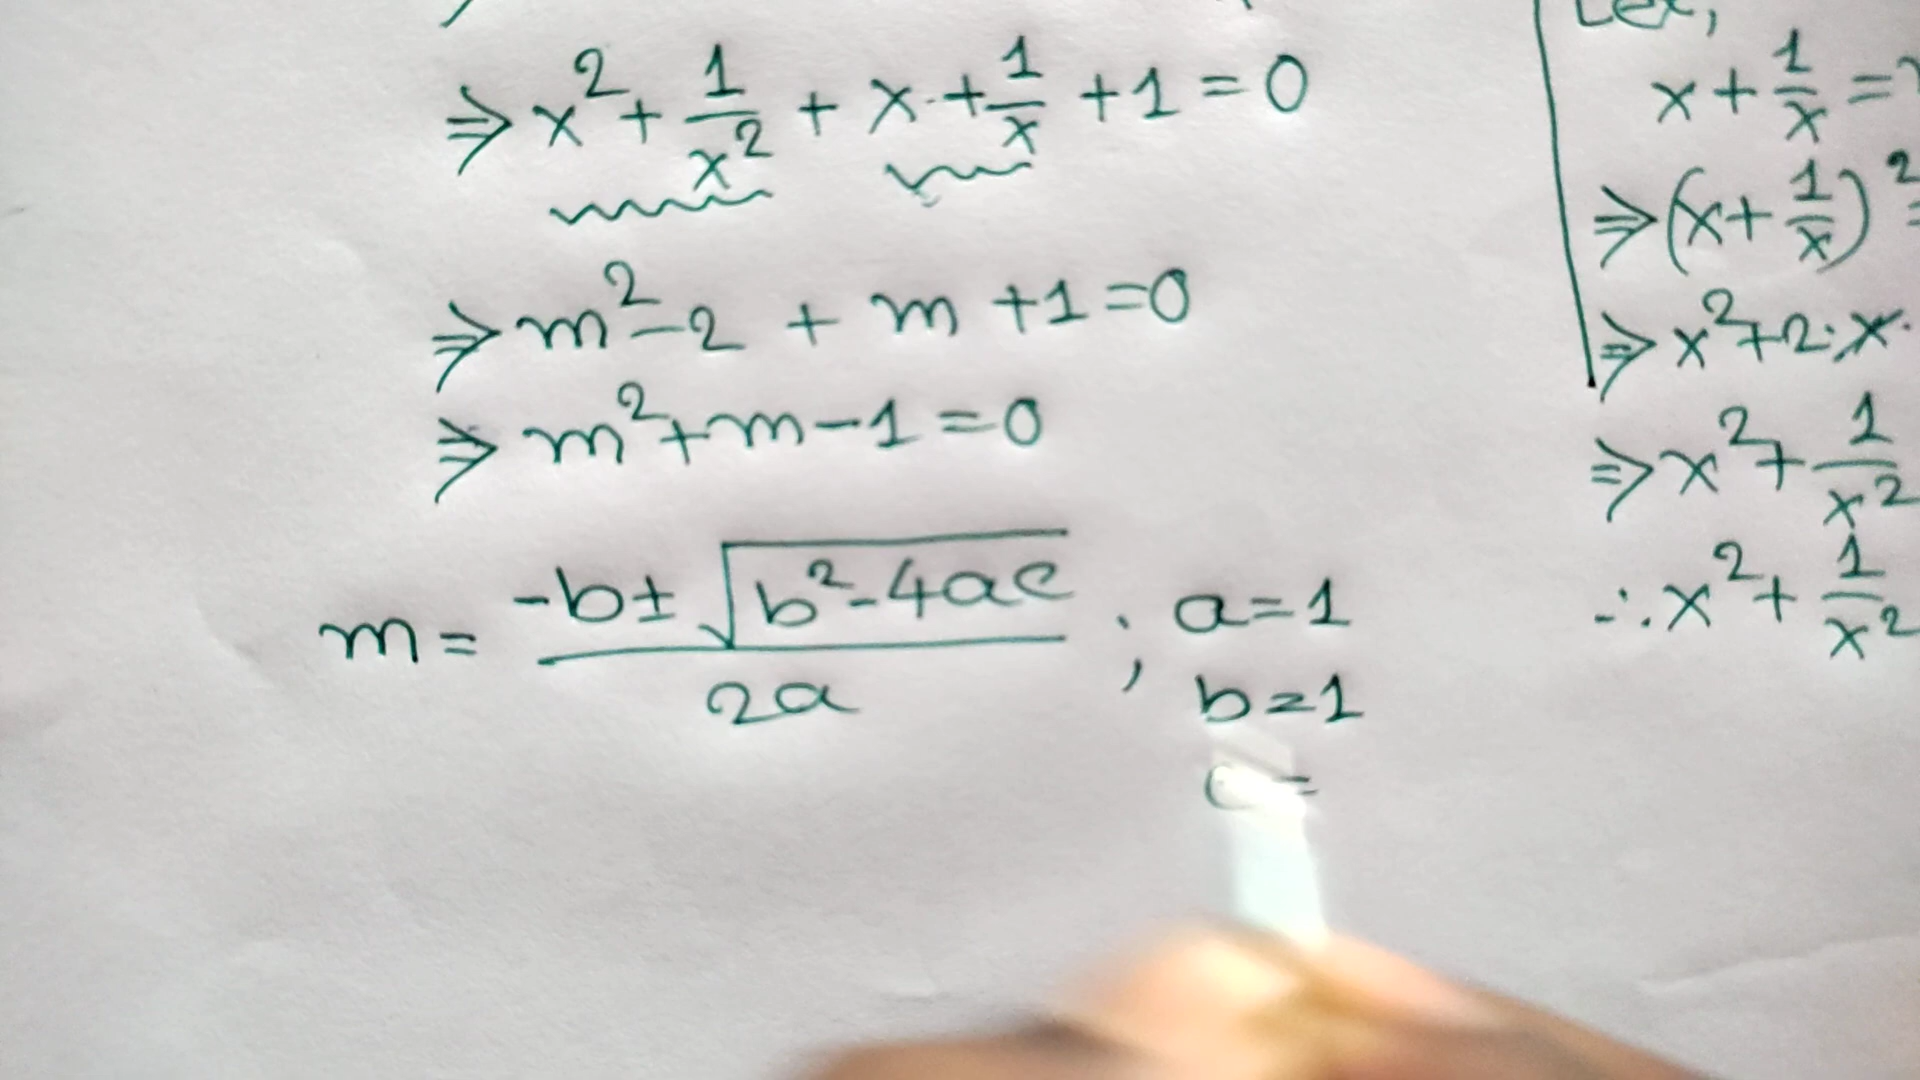 ⇒ x² + 1/x² + x + 1/x + 1 = 0
⇒ m² - 2 + m + 1 = 0
⇒ m² + m - 1 = 0
m = (-b ± √(b² - 4ac)) / 2a ; a = 1
b = 1
c =
Let,
x + 1/x =
⇒ (x + 1/x)² =
⇒ x² + 2·x·
⇒ x² + 1/x²
∴ x² + 1/x²